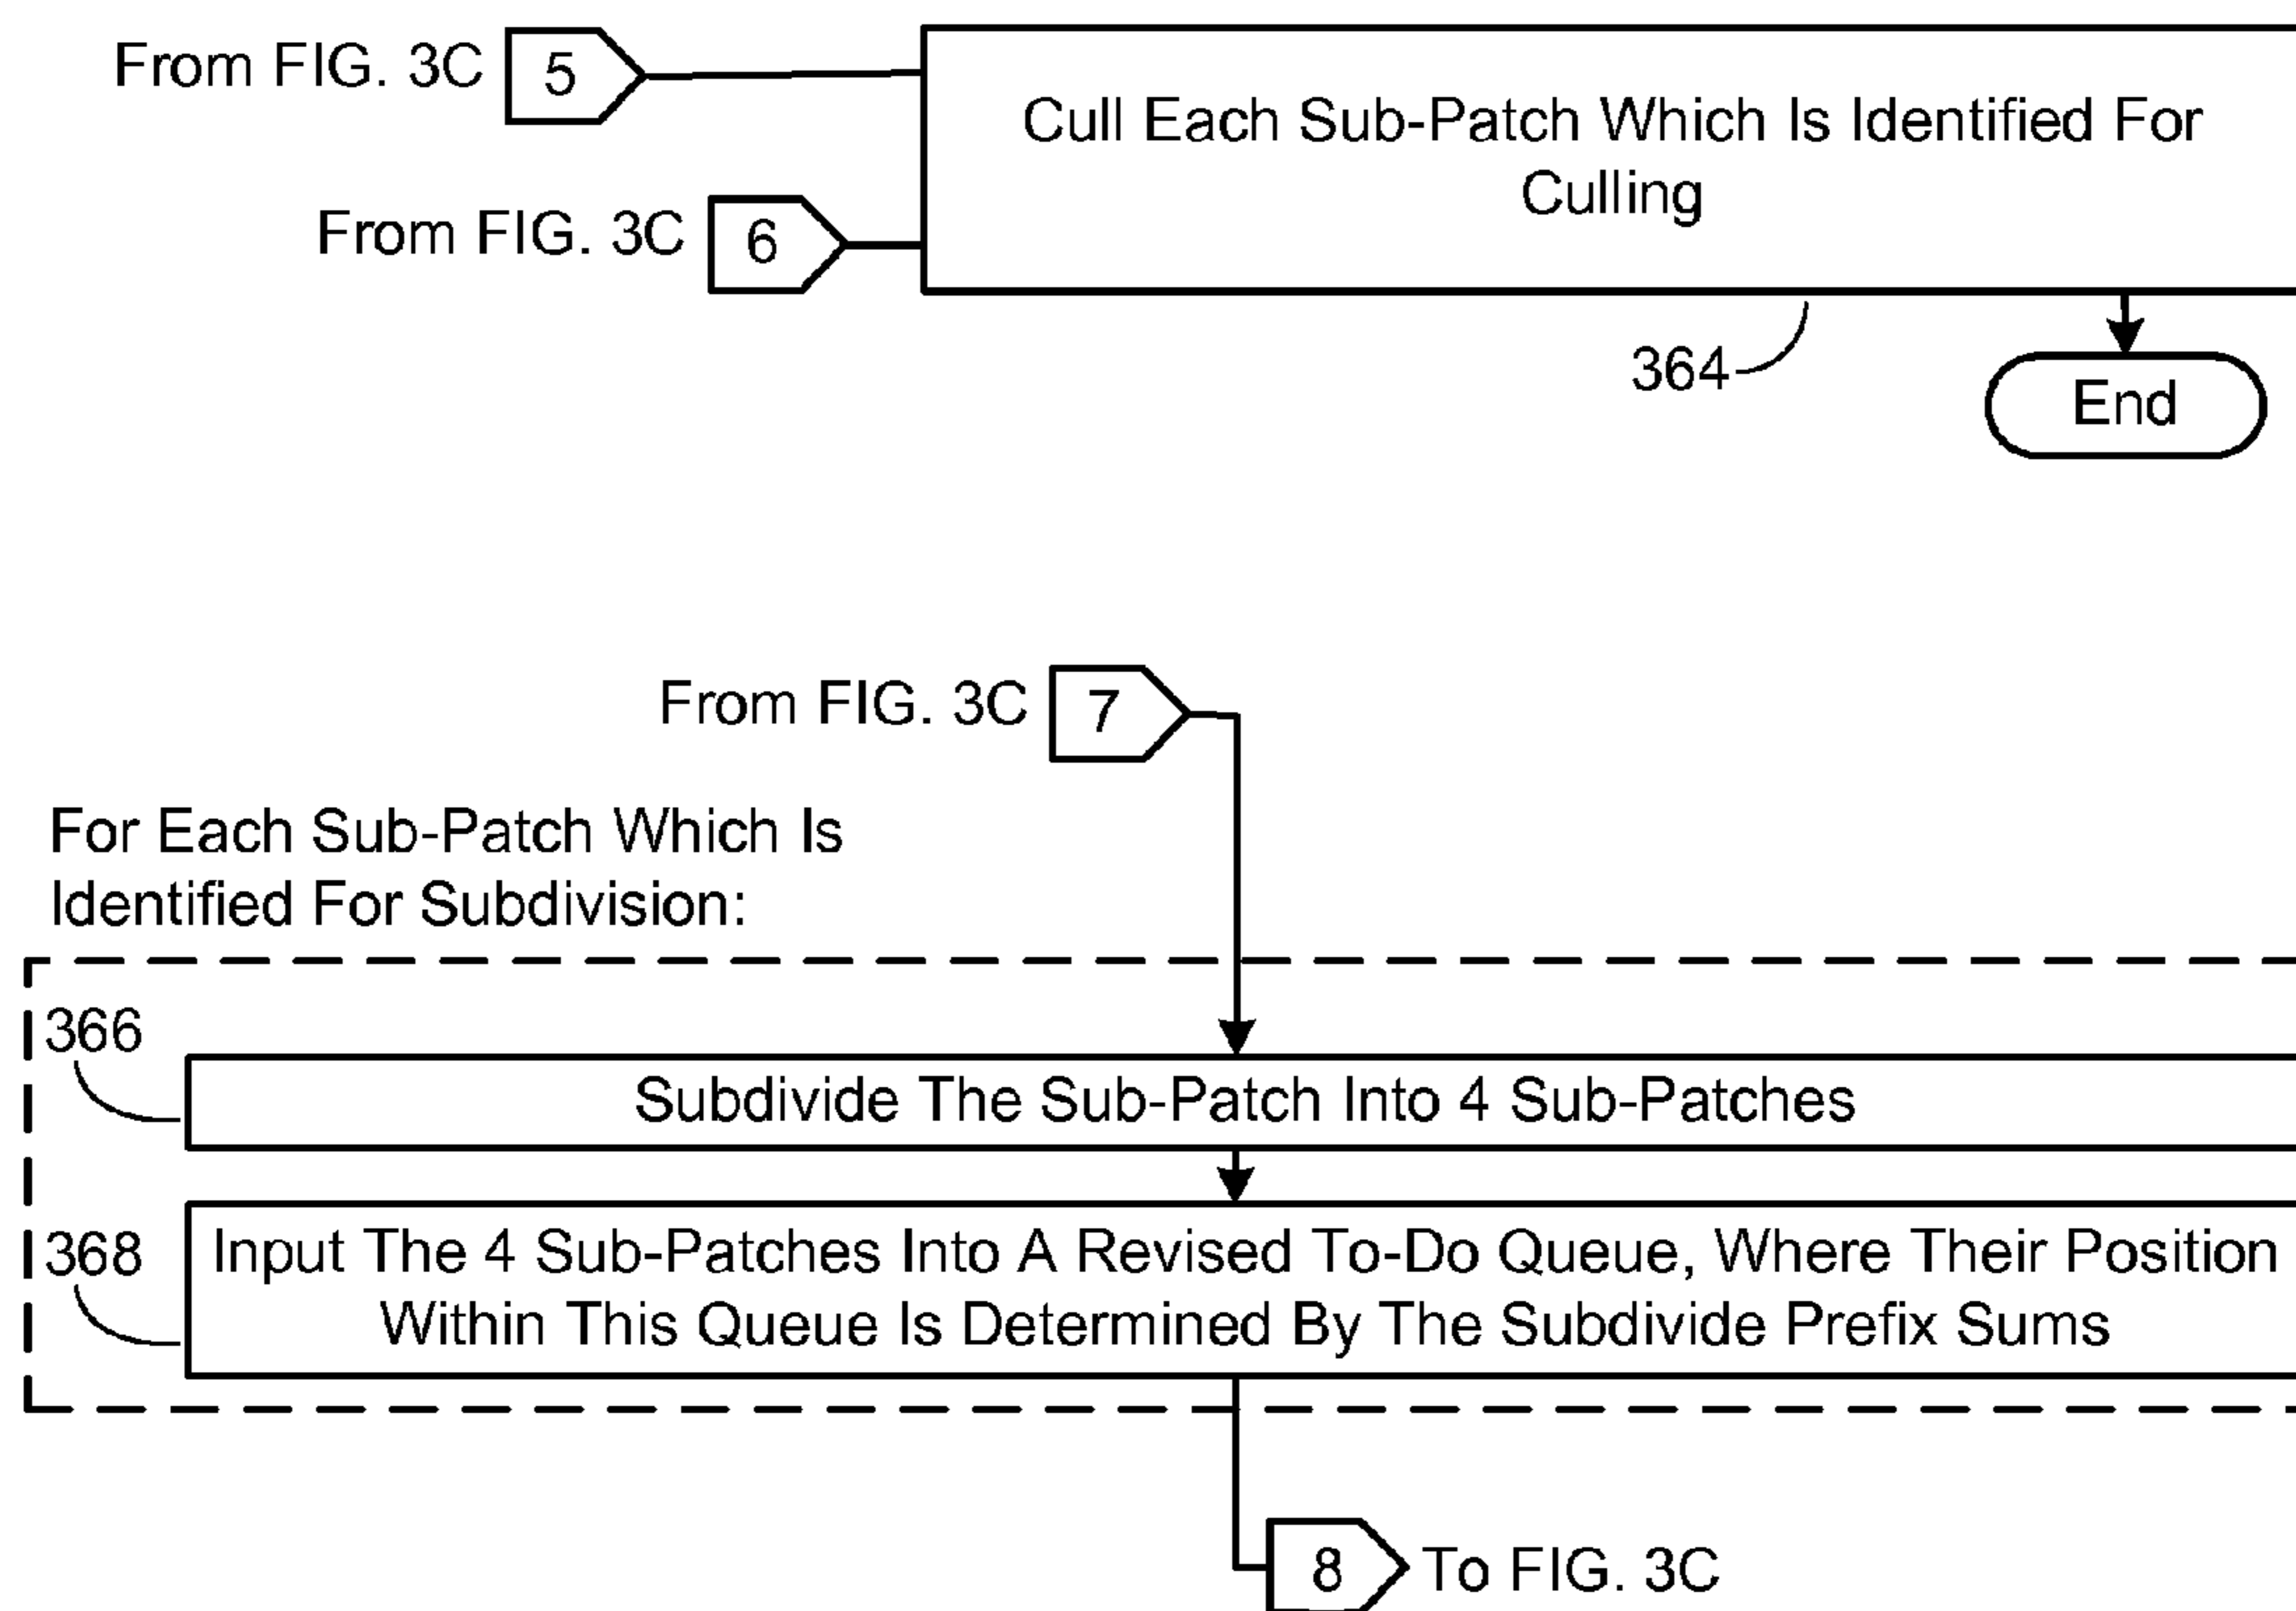 From FIG. 3C 5
Cull Each Sub-Patch Which Is Identified For
Culling
From FIG. 3C 6
364
End
From FIG. 3C 7
For Each Sub-Patch Which Is
Identified For Subdivision:
366
Subdivide The Sub-Patch Into 4 Sub-Patches
368
Input The 4 Sub-Patches Into A Revised To-Do Queue, Where Their Position
Within This Queue Is Determined By The Subdivide Prefix Sums
8 To FIG. 3C